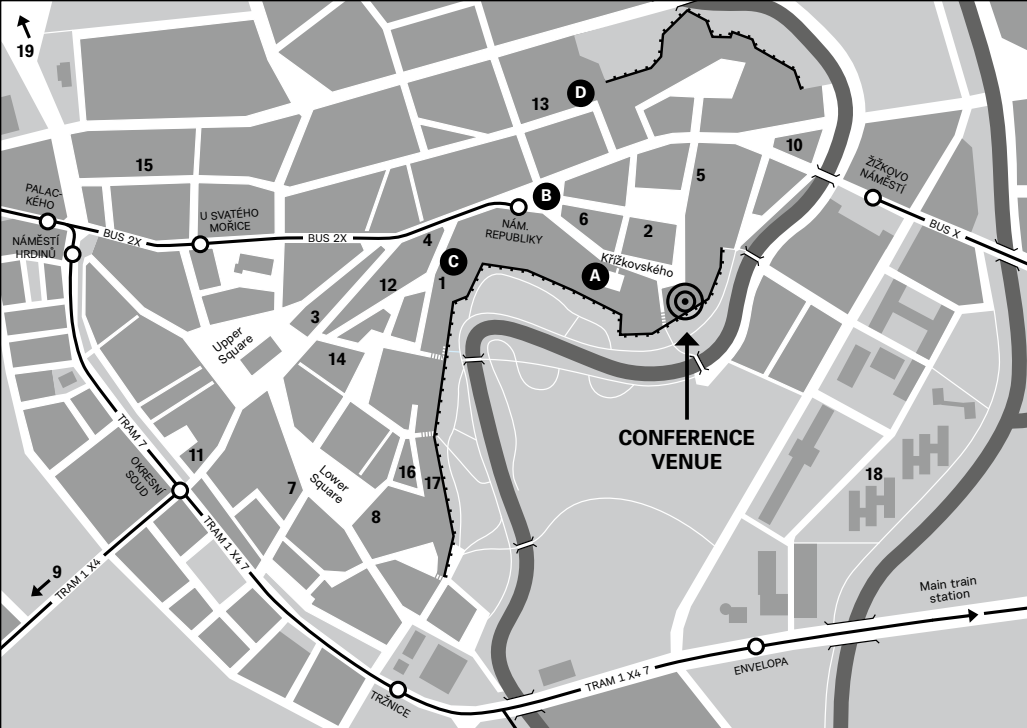 19
D
13
10
15
ŽIŽKOVO
NÁMĚSTÍ
5
PALAC-
KÉHO
B
U SVATÉHO
MOŘICE
6
NÁM.
REPUBLIKY
2
BUS X
BUS 2X
BUS 2X
4
NÁMĚSTÍ
HRDINŮ
C
Křížkovského
A
1
12
3
Upper
Square
14
CONFERENCE
VENUE
TRAM 7
11
OKRESNÍ
SOUD
16
17
18
Lower
Square
7
8
TRAM 1 X4 7
9
TRAM 1 X4
Main train
station
ENVELOPA
TRAM 1 X4 7
TRŽNICE